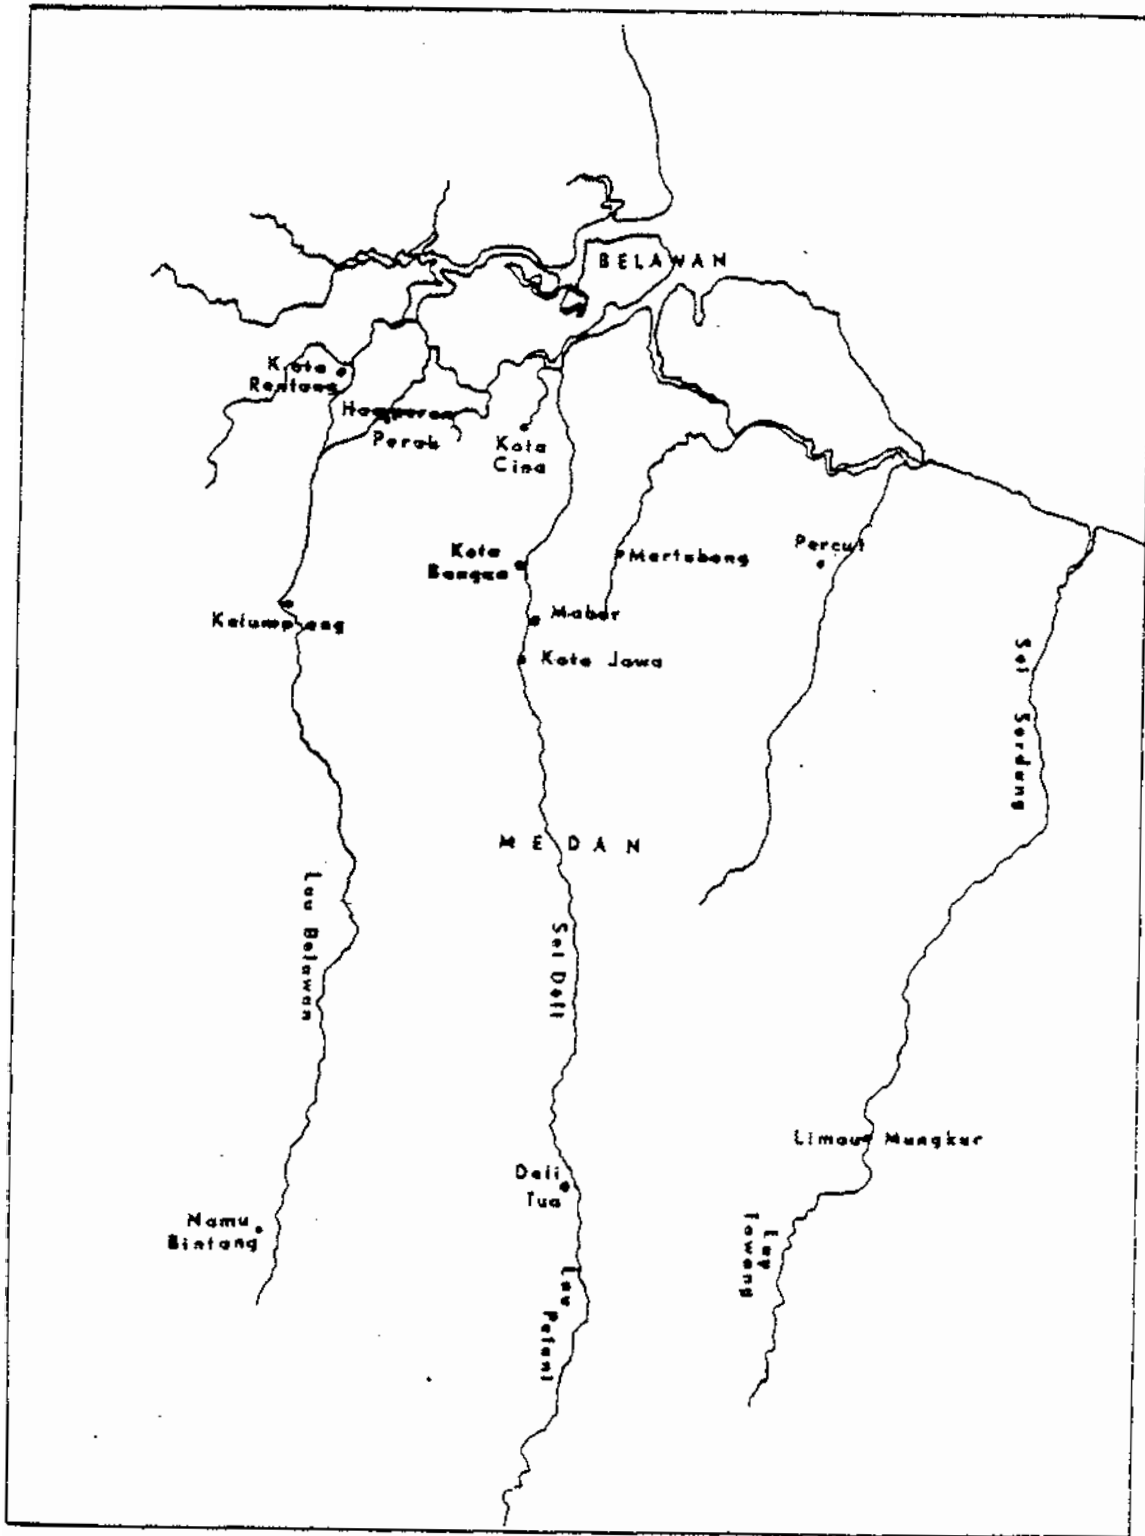 BELAWAN
Kota
Rentang
Hamparan
Perak
Kota
Cina
Kota
Bangun
Martubung
Percut
Mabar
Kelumpang
Kota Jawa
Sei Serdang
MEDAN
Lau Belawan
Sei Deli
Limau Mungkur
Deli
Tua
Namu
Bintang
Lau
Tawang
Lau Petani